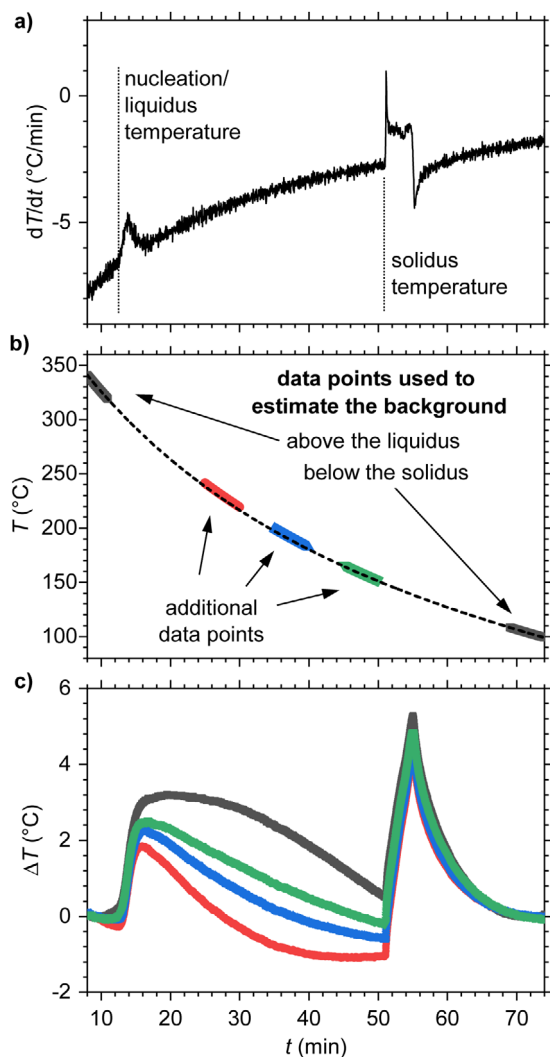 a)
0
-5
dT/dt (°C/min)
nucleation/
liquidus
temperature
solidus
temperature
b)
350
300
250
200
150
100
T (°C)
data points used to
estimate the background
above the liquidus
below the solidus
additional
data points
c)
6
4
2
0
-2
ΔT (°C)
10 20 30 40 50 60 70
t (min)